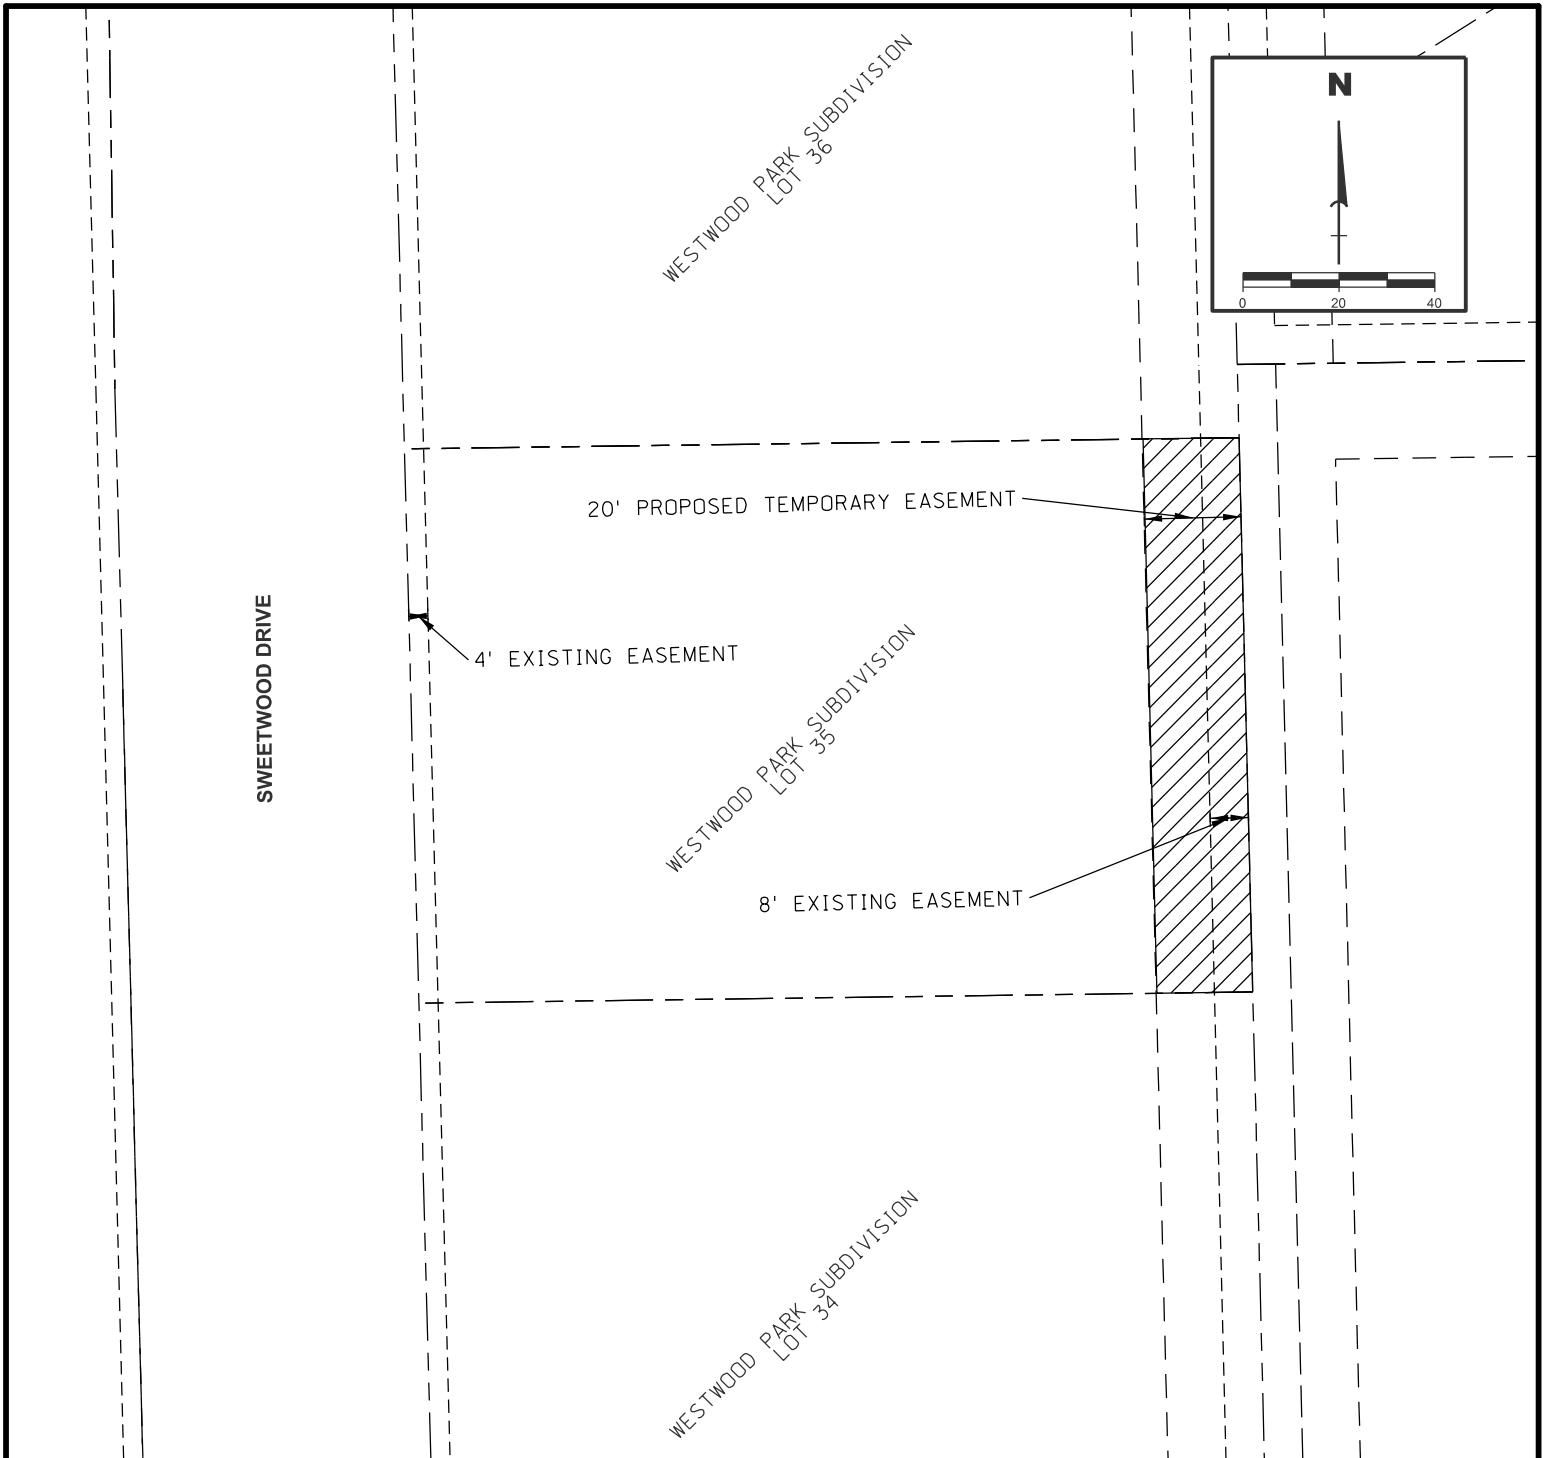 WESTWOOD PARK SUBDIVISION
LOT 36
N
0 20 40
20' PROPOSED TEMPORARY EASEMENT
SWEETWOOD DRIVE
4' EXISTING EASEMENT
WESTWOOD PARK SUBDIVISION
LOT 35
8' EXISTING EASEMENT
WESTWOOD PARK SUBDIVISION
LOT 34